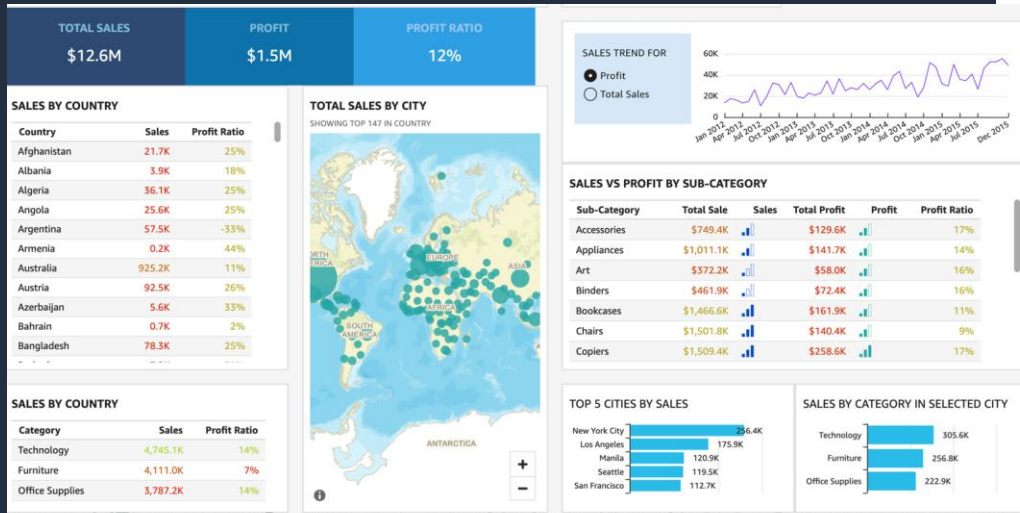 TOTAL SALES PROFIT PROFIT RATIO
$12.6M $1.5M 12%
SALES BY COUNTRY
Country Sales Profit Ratio
Afghanistan 21.7K 25%
Albania 3.9K 18%
Algeria 36.1K 25%
Angola 25.6K 25%
Argentina 57.5K -33%
Armenia 0.2K 44%
Australia 925.2K 11%
Austria 92.5K 26%
Azerbaijan 5.6K 33%
Bahrain 0.7K 2%
Bangladesh 78.3K 25%
SALES BY COUNTRY
Category Sales Profit Ratio
Technology 4,745.1K 14%
Furniture 4,111.0K 7%
Office Supplies 3,787.2K 14%
TOTAL SALES BY CITY
SHOWING TOP 147 IN COUNTRY
EUROPE
ASIA
AFRICA
SOUTH
AMERICA
ANTARCTICA
+
−
SALES TREND FOR
Profit
Total Sales
60K
40K
20K
0
Jan 2012 Apr 2012 Jul 2012 Oct 2012 Jan 2013 Apr 2013 Jul 2013 Oct 2013 Jan 2014 Apr 2014 Jul 2014 Oct 2014 Jan 2015 Apr 2015 Jul 2015 Dec 2015
SALES VS PROFIT BY SUB-CATEGORY
Sub-Category Total Sale Sales Total Profit Profit Profit Ratio
Accessories $749.4K $129.6K 17%
Appliances $1,011.1K $141.7K 14%
Art $372.2K $58.0K 16%
Binders $461.9K $72.4K 16%
Bookcases $1,466.6K $161.9K 11%
Chairs $1,501.8K $140.4K 9%
Copiers $1,509.4K $258.6K 17%
TOP 5 CITIES BY SALES
New York City 256.4K
Los Angeles 175.9K
Manila 120.9K
Seattle 119.5K
San Francisco 112.7K
SALES BY CATEGORY IN SELECTED CITY
Technology 305.6K
Furniture 256.8K
Office Supplies 222.9K